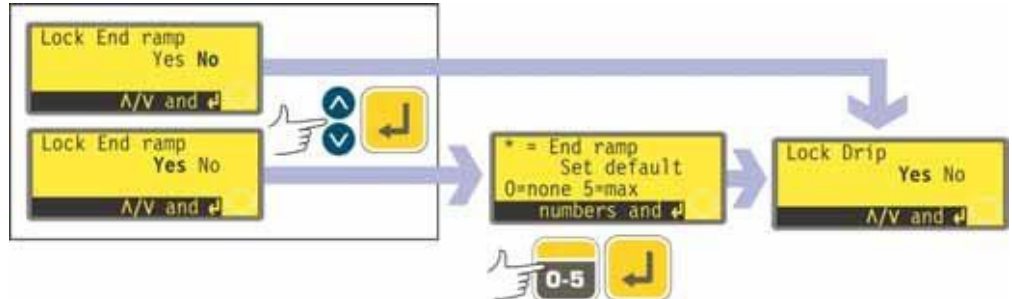 Lock End ramp
Yes No
∧/∨ and ↵
Lock End ramp
Yes No
∧/∨ and ↵
* = End ramp
Set default
0=none 5=max
numbers and ↵
0-5
Lock Drip
Yes No
∧/∨ and ↵